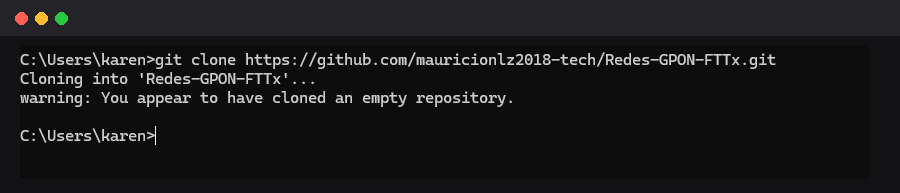 C:\Users\karen>git clone https://github.com/mauricionlz2018-tech/Redes-GPON-FTTx.git
Cloning into 'Redes-GPON-FTTx'...
warning: You appear to have cloned an empty repository.
C:\Users\karen>